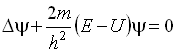 Δψ + 2m/h² (E − U)ψ = 0